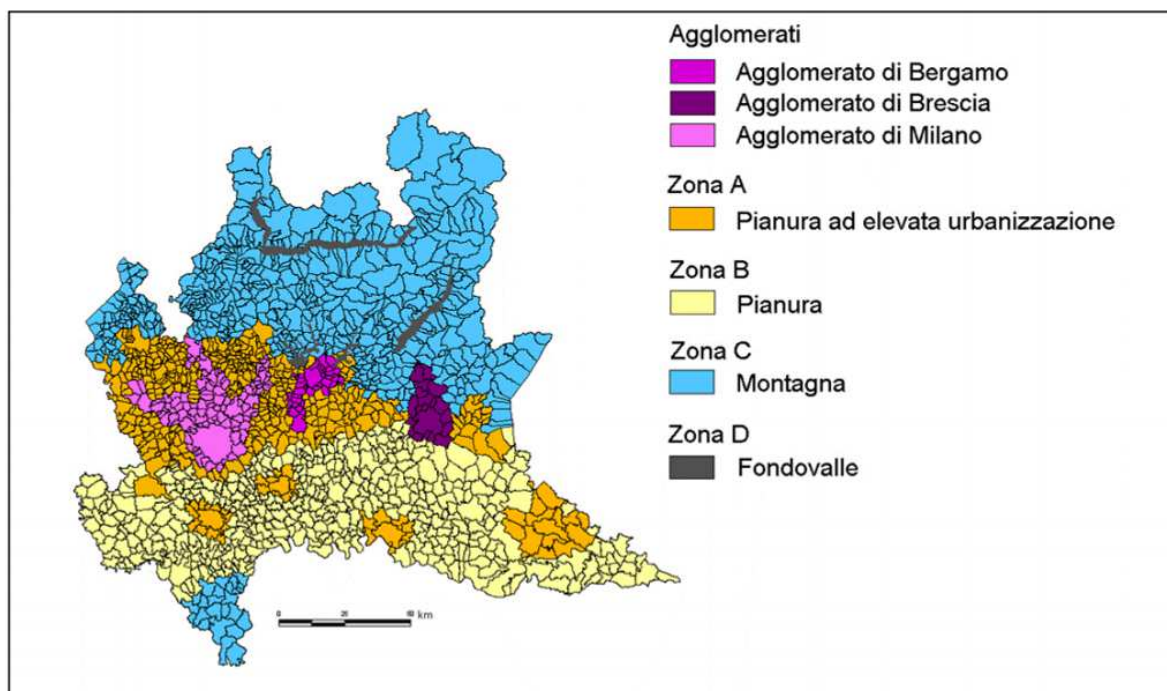 Agglomerati
Agglomerato di Bergamo
Agglomerato di Brescia
Agglomerato di Milano
Zona A
Pianura ad elevata urbanizzazione
Zona B
Pianura
Zona C
Montagna
Zona D
Fondovalle
0 km